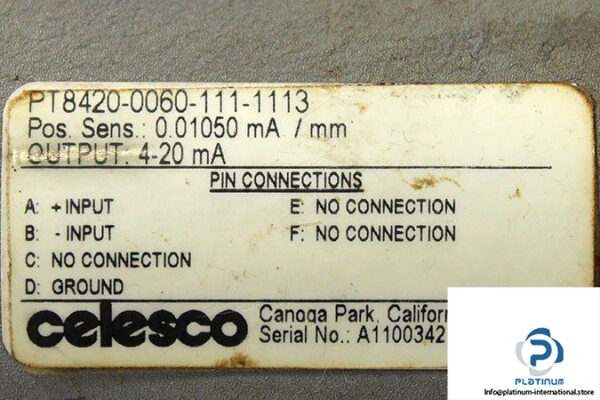 PT8420-0060-111-1113
Pos. Sens.: 0.01050 mA / mm
OUTPUT: 4-20 mA
PIN CONNECTIONS
A: + INPUT E: NO CONNECTION
B: - INPUT F: NO CONNECTION
C: NO CONNECTION
D: GROUND
celesco Canoga Park, Californ
Serial No.: A1100342
PLATINUM
Info@platinum-international.store